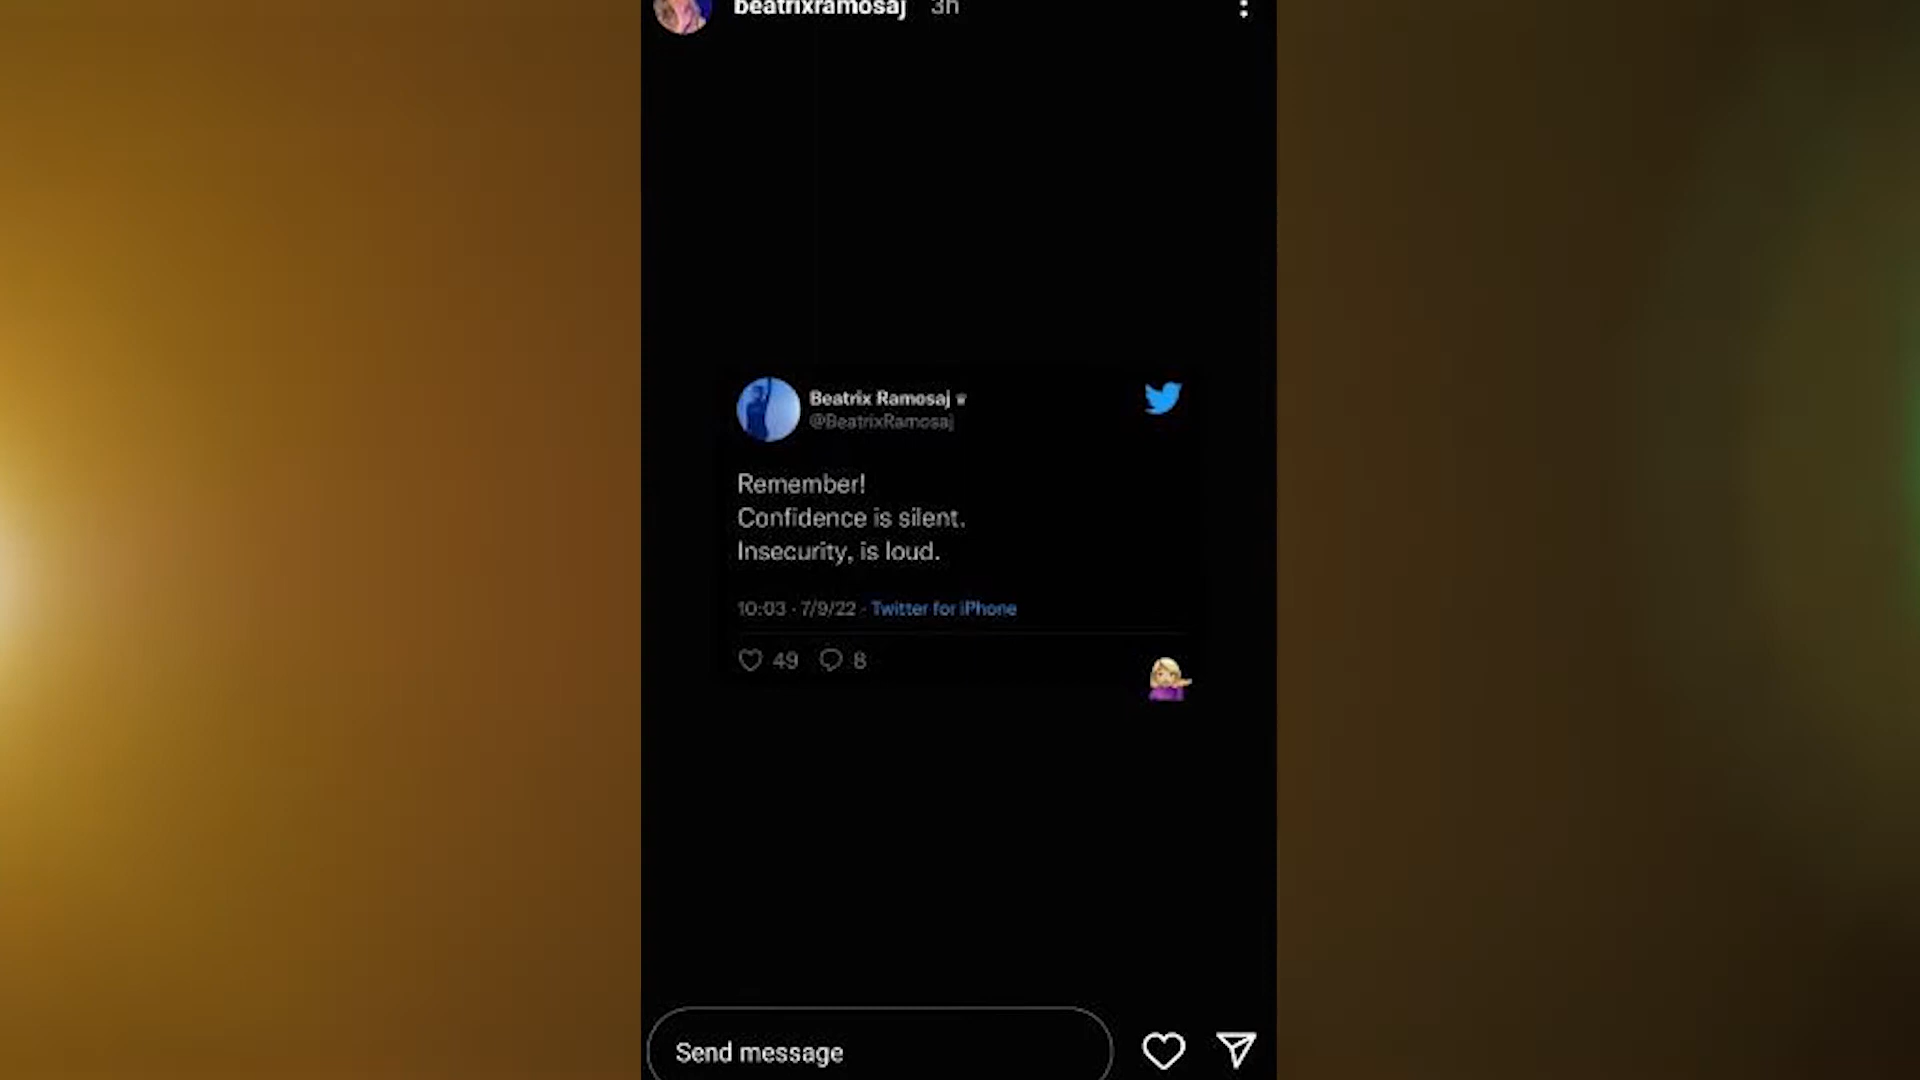 beatrixramosaj 3h
Beatrix Ramosaj
@BeatrixRamosaj
Remember!
Confidence is silent.
Insecurity, is loud.
10:03 · 7/9/22 · Twitter for iPhone
49 8
Send message